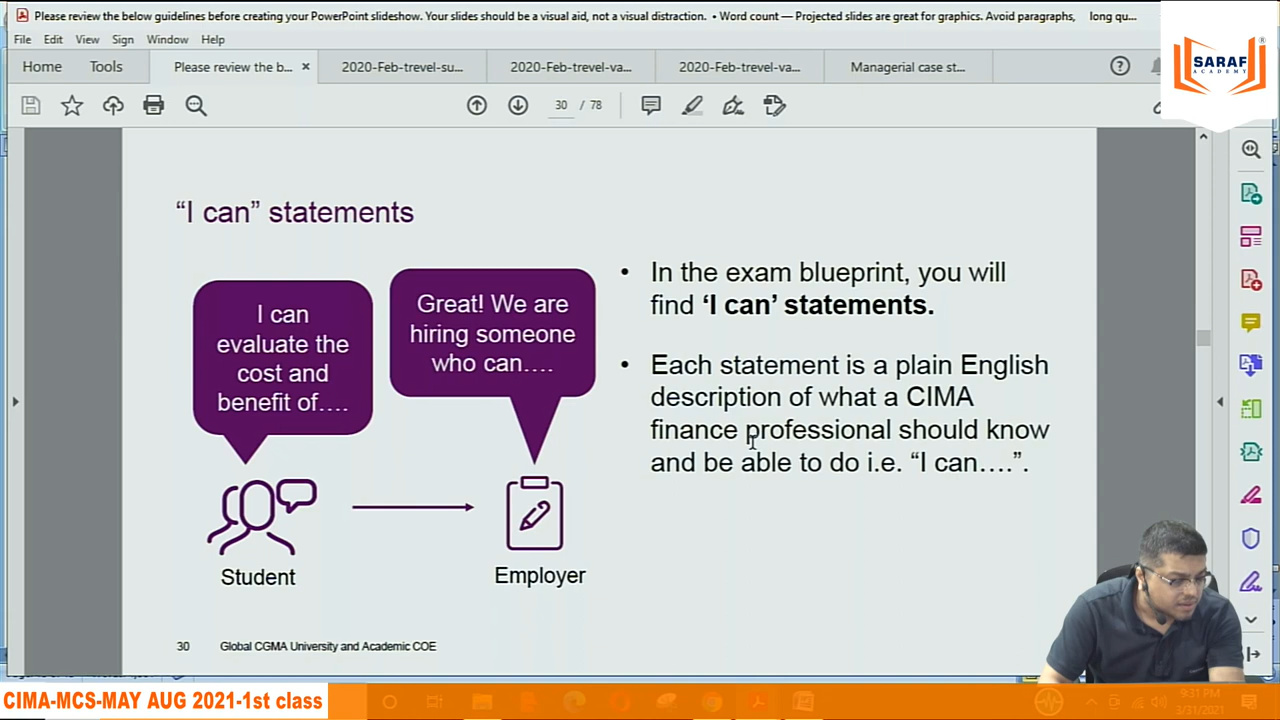 Please review the below guidelines before creating your PowerPoint slideshow. Your slides should be a visual aid, not a visual distraction. • Word count — Projected slides are great for graphics. Avoid paragraphs, long qu...
File Edit View Sign Window Help
Home Tools Please review the b... × 2020-Feb-trevel-su... 2020-Feb-trevel-va... 2020-Feb-trevel-va... Managerial case st...
30 / 78
SARAF
ACADEMY
“I can” statements
I can
evaluate the
cost and
benefit of….
Great! We are
hiring someone
who can….
Student
Employer
• In the exam blueprint, you will
find ‘I can’ statements.
• Each statement is a plain English
description of what a CIMA
finance professional should know
and be able to do i.e. “I can….”.
30 Global CGMA University and Academic COE
CIMA-MCS-MAY AUG 2021-1st class
9:31 PM
3/31/2021